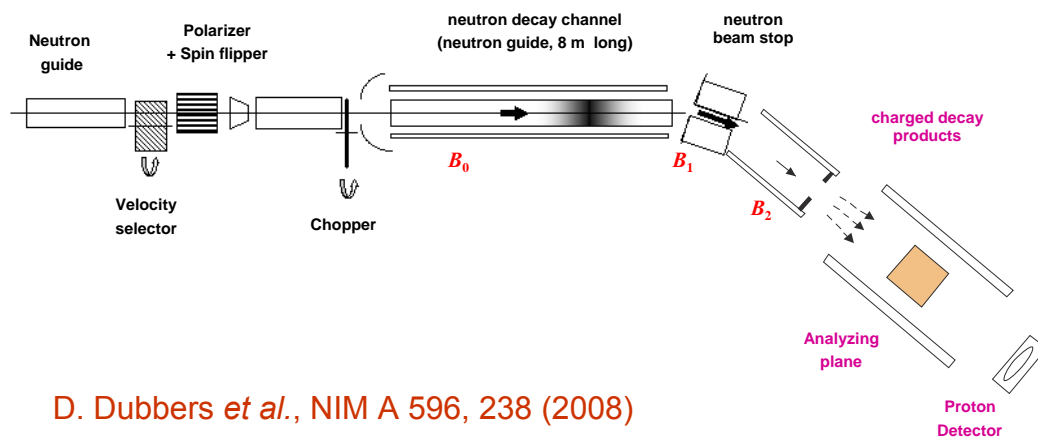 Neutron
guide
Polarizer
+ Spin flipper
neutron decay channel
(neutron guide, 8 m long)
neutron
beam stop
charged decay
products
B0
B1
B2
Velocity
selector
Chopper
Analyzing
plane
Proton
Detector
D. Dubbers et al., NIM A 596, 238 (2008)